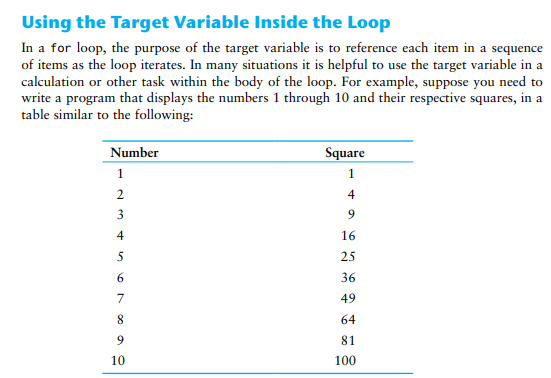 Using the Target Variable Inside the Loop
In a for loop, the purpose of the target variable is to reference each item in a sequence
of items as the loop iterates. In many situations it is helpful to use the target variable in a
calculation or other task within the body of the loop. For example, suppose you need to
write a program that displays the numbers 1 through 10 and their respective squares, in a
table similar to the following:
Number Square
1 1
2 4
3 9
4 16
5 25
6 36
7 49
8 64
9 81
10 100